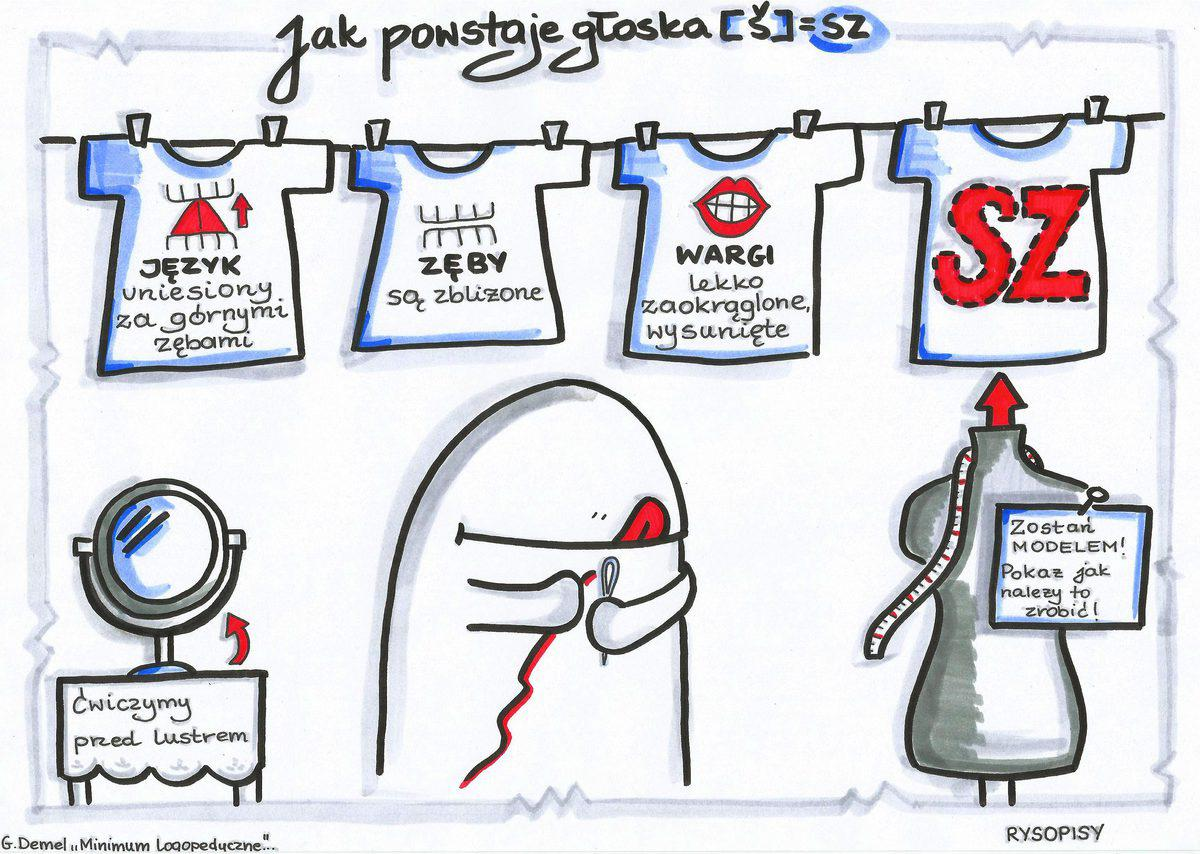 Jak powstaje głoska [Š]=SZ
JĘZYK
uniesiony
za górnymi
zębami
ZĘBY
są zbliżone
WARGI
lekko
zaokrąglone,
wysunięte
SZ
Ćwiczymy
przed lustrem
Zostań
MODELEM!
Pokaż jak
należy to
zrobić!
G. Demel „Minimum logopedyczne"...
RYSOPISY